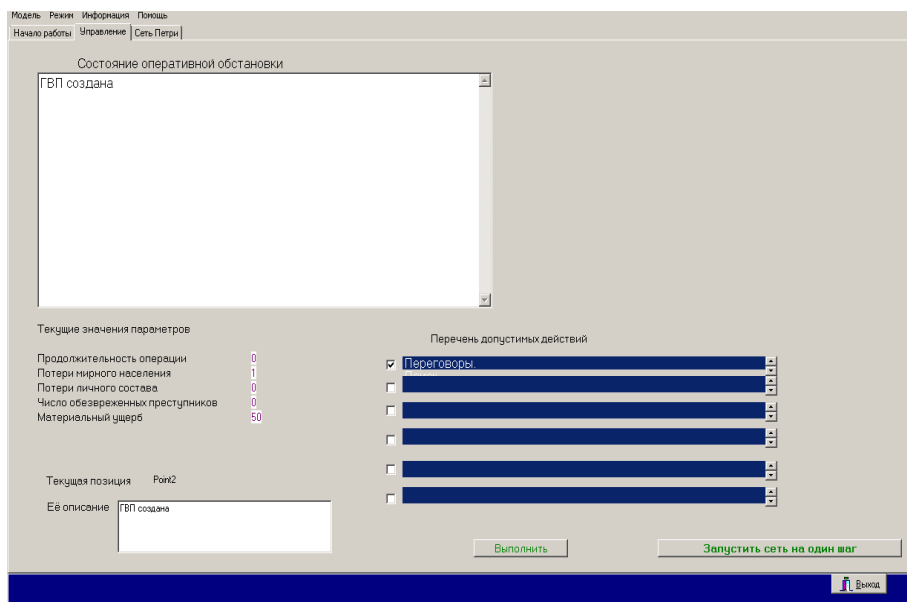 Модель Режим Информация Помощь
Начало работы Управление Сеть Петри
Состояние оперативной обстановки
ГВП создана
Текущие значения параметров
Перечень допустимых действий
Продолжительность операции 0
Потери мирного населения 1
Потери личного состава 0
Число обезвреженных преступников 0
Материальный ущерб 50
Переговоры.
Текущая позиция Point2
Её описание ГВП создана
Выполнить
Запустить сеть на один шаг
Выход